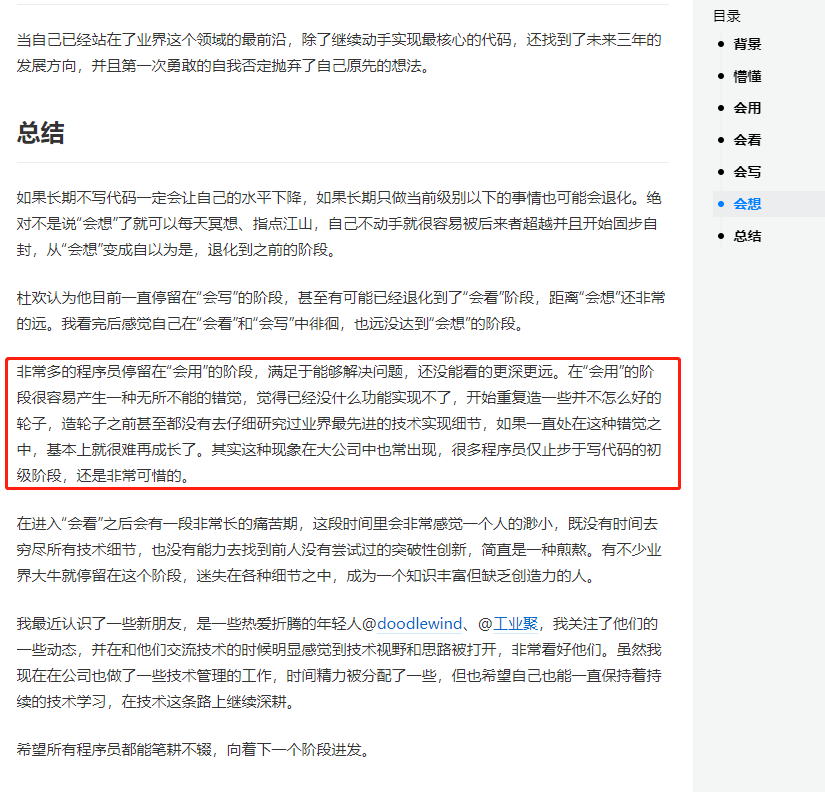 当自己已经站在了业界这个领域的最前沿，除了继续动手实现最核心的代码，还找到了未来三年的
发展方向，并且第一次勇敢的自我否定抛弃了自己原先的想法。
总结
如果长期不写代码一定会让自己的水平下降，如果长期只做当前级别以下的事情也可能会退化。绝
对不是说“会想”了就可以每天冥想、指点江山，自己不动手就很容易被后来者超越并且开始固步自
封，从“会想”变成自以为是，退化到之前的阶段。
杜欢认为他目前一直停留在“会写”的阶段，甚至有可能已经退化到了“会看”阶段，距离“会想”还非常
的远。我看完后感觉自己在“会看”和“会写”中徘徊，也远没达到“会想”的阶段。
非常多的程序员停留在“会用”的阶段，满足于能够解决问题，还没能看的更深更远。在“会用”的阶
段很容易产生一种无所不能的错觉，觉得已经没什么功能实现不了，开始重复造一些并不怎么好的
轮子，造轮子之前甚至都没有去仔细研究过业界最先进的技术实现细节，如果一直处在这种错觉之
中，基本上就很难再成长了。其实这种现象在大公司中也常出现，很多程序员仅止步于写代码的初
级阶段，还是非常可惜的。
在进入“会看”之后会有一段非常长的痛苦期，这段时间里会非常感觉一个人的渺小，既没有时间去
穷尽所有技术细节，也没有能力去找到前人没有尝试过的突破性创新，简直是一种煎熬。有不少业
界大牛就停留在这个阶段，迷失在各种细节之中，成为一个知识丰富但缺乏创造力的人。
我最近认识了一些新朋友，是一些热爱折腾的年轻人@doodlewind、@工业聚，我关注了他们的
一些动态，并在和他们交流技术的时候明显感觉到技术视野和思路被打开，非常看好他们。虽然我
现在在公司也做了一些技术管理的工作，时间精力被分配了一些，但也希望自己也能一直保持着持
续的技术学习，在技术这条路上继续深耕。
希望所有程序员都能笔耕不辍，向着下一个阶段进发。
目录
背景
懵懂
会用
会看
会写
会想
总结